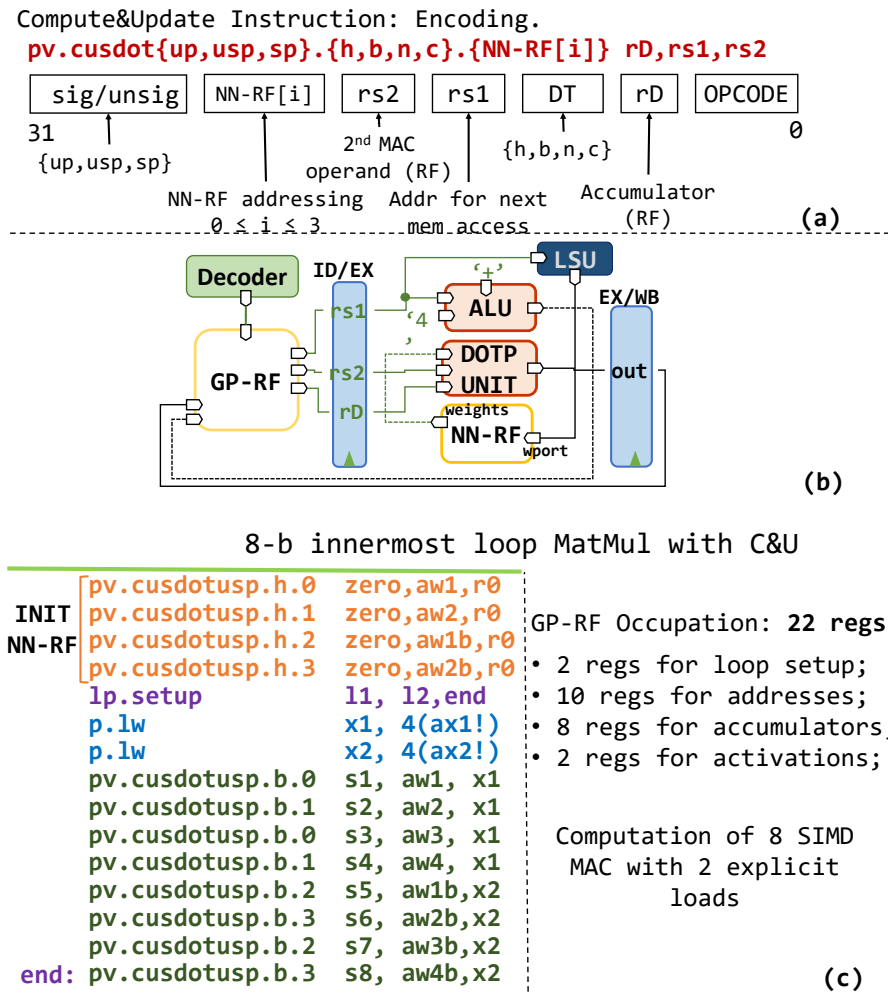 Compute&Update Instruction: Encoding.
pv.cusdot{up,usp,sp}.{h,b,n,c}.{NN-RF[i]} rD,rs1,rs2
sig/unsig NN-RF[i] rs2 rs1 DT rD OPCODE
31 0
{up,usp,sp}
NN-RF addressing
0 ≤ i ≤ 3
2nd MAC
operand (RF)
Addr for next
mem access
{h,b,n,c}
Accumulator
(RF)
(a)
Decoder
GP-RF
ID/EX
rs1
rs2
rD
'+'
'4
'
ALU
LSU
DOTP
UNIT
weights
NN-RF
wport
EX/WB
out
(b)
8-b innermost loop MatMul with C&U
INIT
NN-RF
pv.cusdotusp.h.0 zero,aw1,r0
pv.cusdotusp.h.1 zero,aw2,r0
pv.cusdotusp.h.2 zero,aw1b,r0
pv.cusdotusp.h.3 zero,aw2b,r0
lp.setup l1, l2,end
p.lw x1, 4(ax1!)
p.lw x2, 4(ax2!)
pv.cusdotusp.b.0 s1, aw1, x1
pv.cusdotusp.b.1 s2, aw2, x1
pv.cusdotusp.b.0 s3, aw3, x1
pv.cusdotusp.b.1 s4, aw4, x1
pv.cusdotusp.b.2 s5, aw1b,x2
pv.cusdotusp.b.3 s6, aw2b,x2
pv.cusdotusp.b.2 s7, aw3b,x2
end: pv.cusdotusp.b.3 s8, aw4b,x2
GP-RF Occupation: 22 regs
• 2 regs for loop setup;
• 10 regs for addresses;
• 8 regs for accumulators;
• 2 regs for activations;
Computation of 8 SIMD
MAC with 2 explicit
loads
(c)